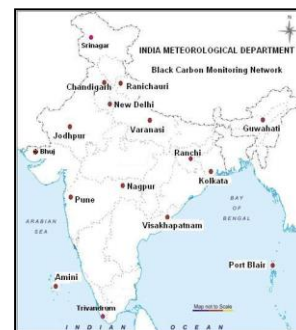 INDIA METEOROLOGICAL DEPARTMENT
Black Carbon Monitoring Network
Srinagar
Chandigarh
Ranichauri
New Delhi
Jodhpur
Varanasi
Guwahati
Bhuj
Ranchi
Kolkata
Nagpur
Pune
BAY
OF
BENGAL
ARABIAN
SEA
Visakhapatnam
Port Blair
Amini
Trivandrum
Map not to Scale
INDIAN OCEAN